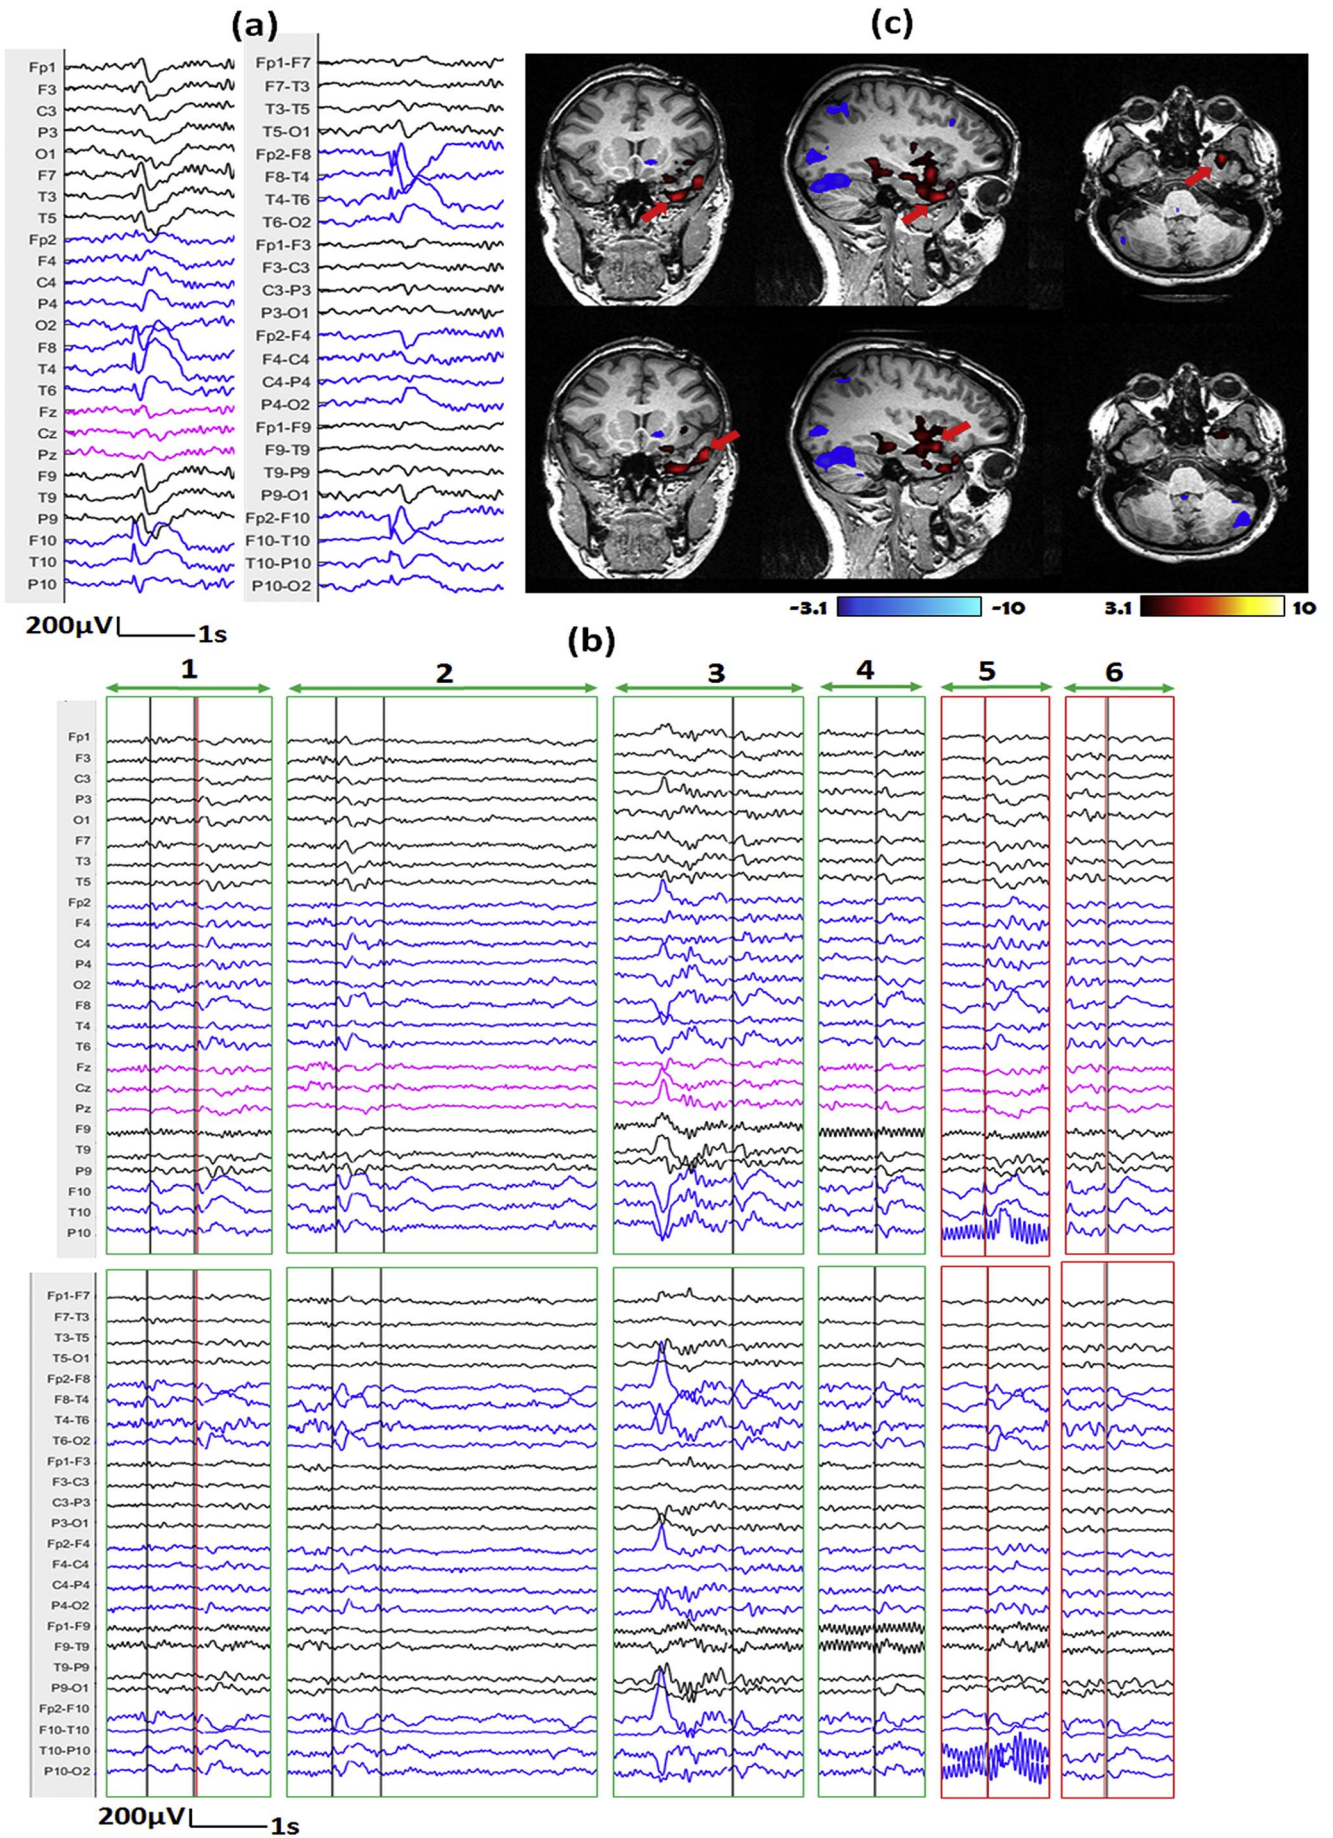 (a)
(c)
Fp1
F3
C3
P3
O1
F7
T3
T5
Fp2
F4
C4
P4
O2
F8
T4
T6
Fz
Cz
Pz
F9
T9
P9
F10
T10
P10
Fp1-F7
F7-T3
T3-T5
T5-O1
Fp2-F8
F8-T4
T4-T6
T6-O2
Fp1-F3
F3-C3
C3-P3
P3-O1
Fp2-F4
F4-C4
C4-P4
P4-O2
Fp1-F9
F9-T9
T9-P9
P9-O1
Fp2-F10
F10-T10
T10-P10
P10-O2
200µV 1s
-3.1 -10 3.1 10
(b)
1 2 3 4 5 6
Fp1
F3
C3
P3
O1
F7
T3
T5
Fp2
F4
C4
P4
O2
F8
T4
T6
Fz
Cz
Pz
F9
T9
P9
F10
T10
P10
Fp1-F7
F7-T3
T3-T5
T5-O1
Fp2-F8
F8-T4
T4-T6
T6-O2
Fp1-F3
F3-C3
C3-P3
P3-O1
Fp2-F4
F4-C4
C4-P4
P4-O2
Fp1-F9
F9-T9
T9-P9
P9-O1
Fp2-F10
F10-T10
T10-P10
P10-O2
200µV 1s